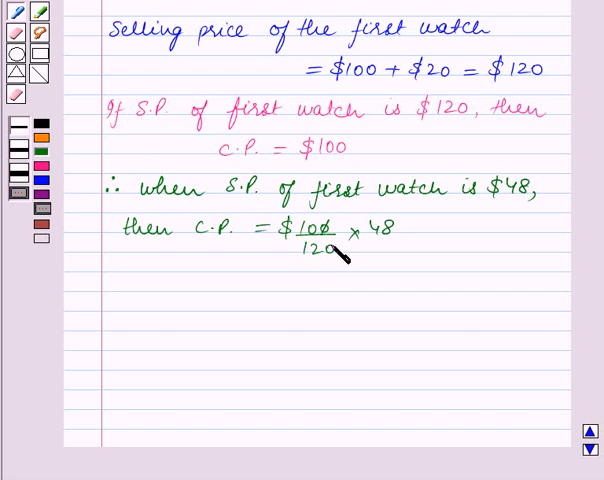 Selling price of the first watch
= $100 + $20 = $120
If S.P. of first watch is $120, then
C.P. = $100
∴ when S.P. of first watch is $48,
then C.P. = $ 100/120 × 48